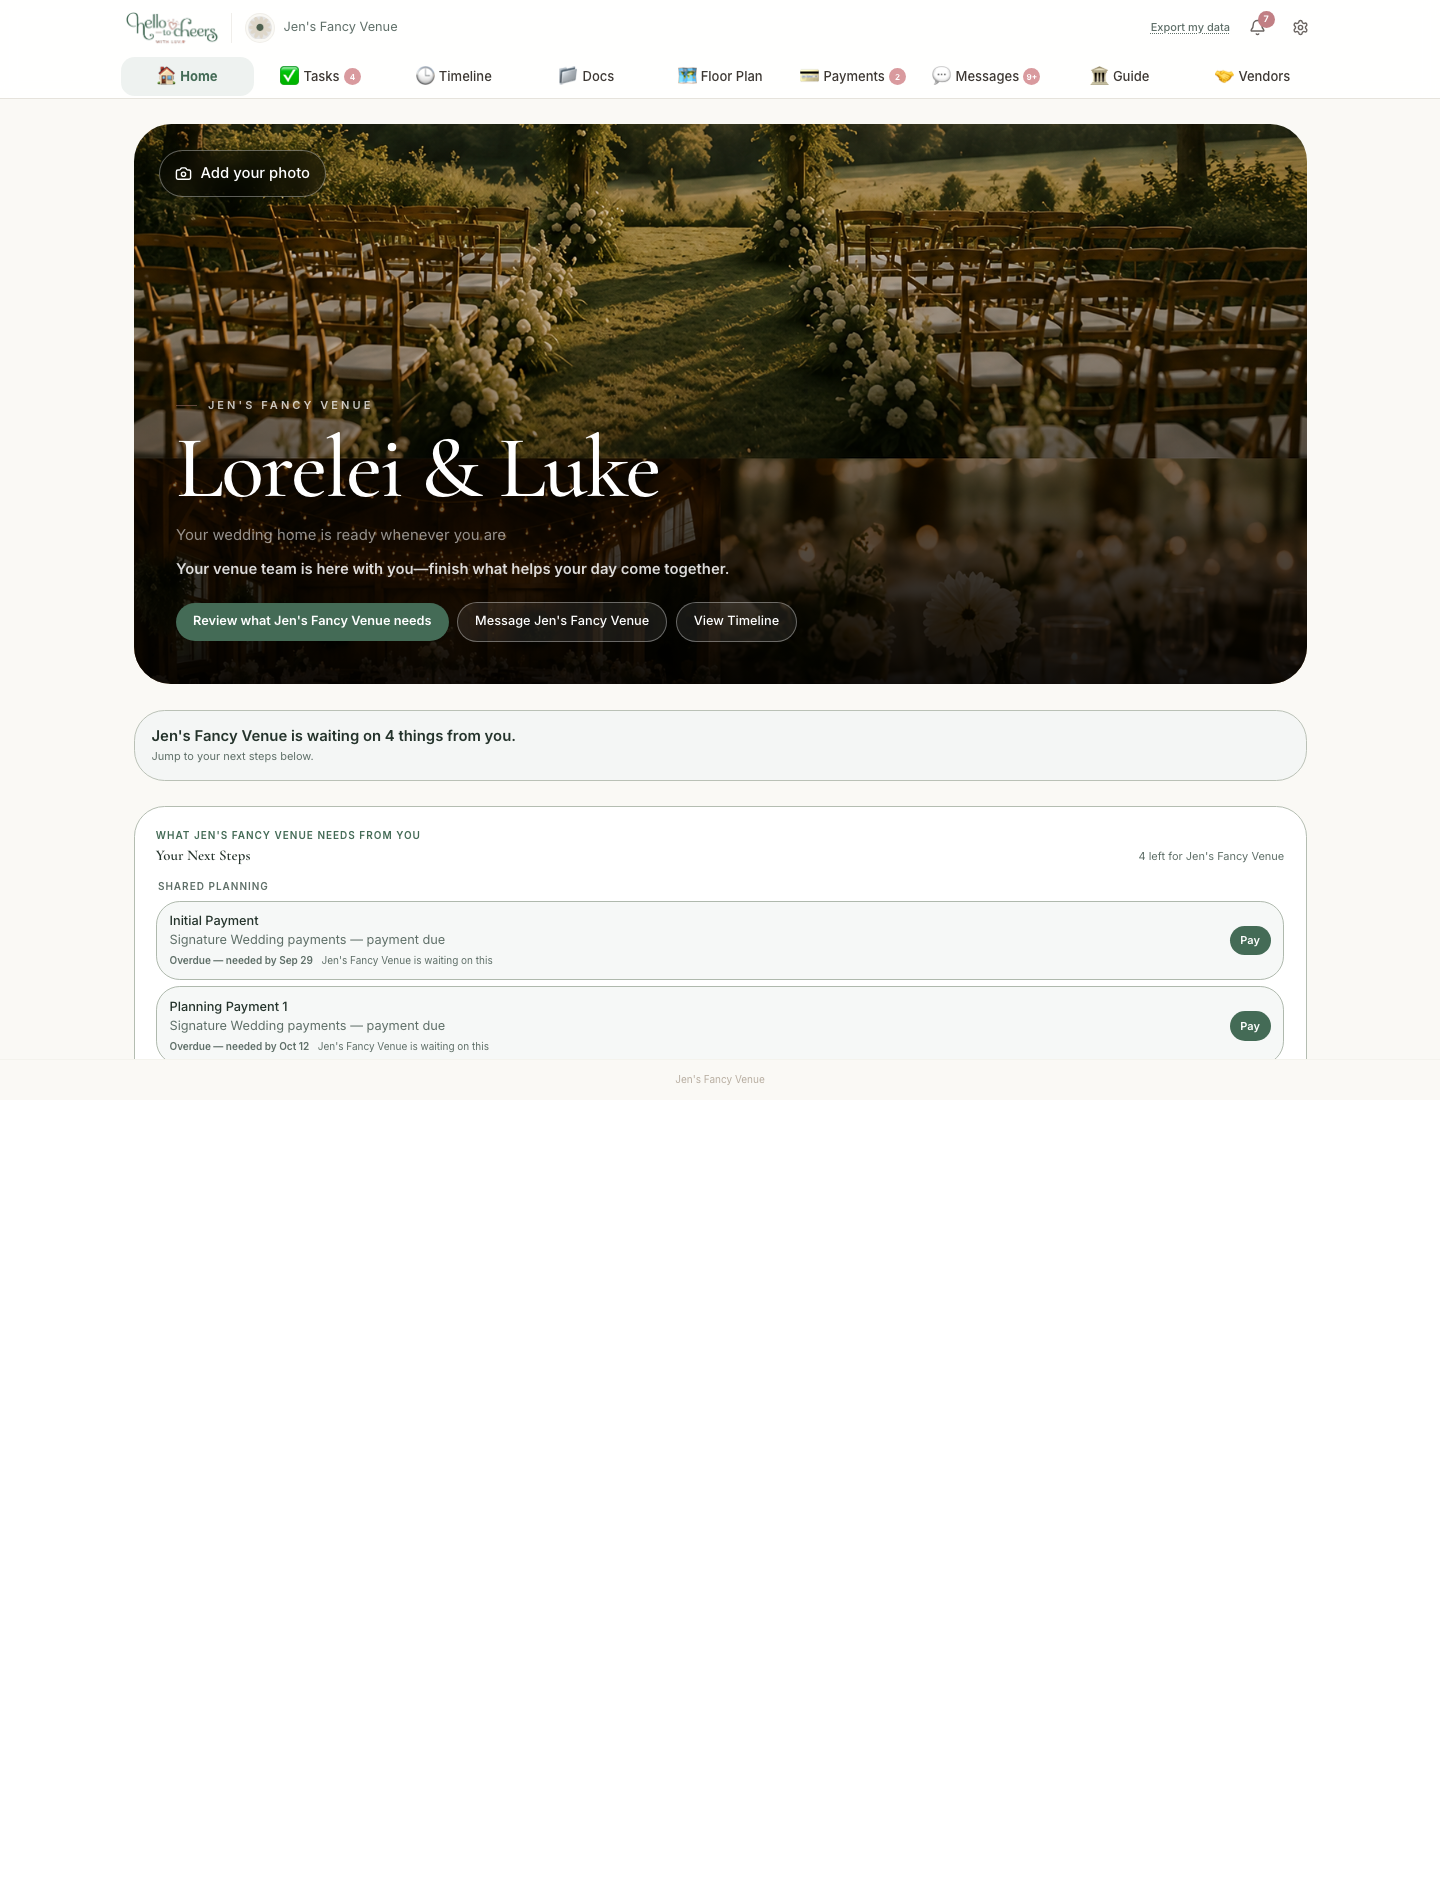 hello
to cheers
WITH LUKE
Jen's Fancy Venue
Export my data
7
Home
Tasks 4
Timeline
Docs
Floor Plan
Payments 2
Messages 9+
Guide
Vendors
Add your photo
JEN'S FANCY VENUE
Lorelei & Luke
Your wedding home is ready whenever you are
Your venue team is here with you—finish what helps your day come together.
Review what Jen's Fancy Venue needs
Message Jen's Fancy Venue
View Timeline
Jen's Fancy Venue is waiting on 4 things from you.
Jump to your next steps below.
WHAT JEN'S FANCY VENUE NEEDS FROM YOU
Your Next Steps
4 left for Jen's Fancy Venue
SHARED PLANNING
Initial Payment
Signature Wedding payments — payment due
Overdue — needed by Sep 29 Jen's Fancy Venue is waiting on this
Pay
Planning Payment 1
Signature Wedding payments — payment due
Overdue — needed by Oct 12 Jen's Fancy Venue is waiting on this
Pay
Jen's Fancy Venue